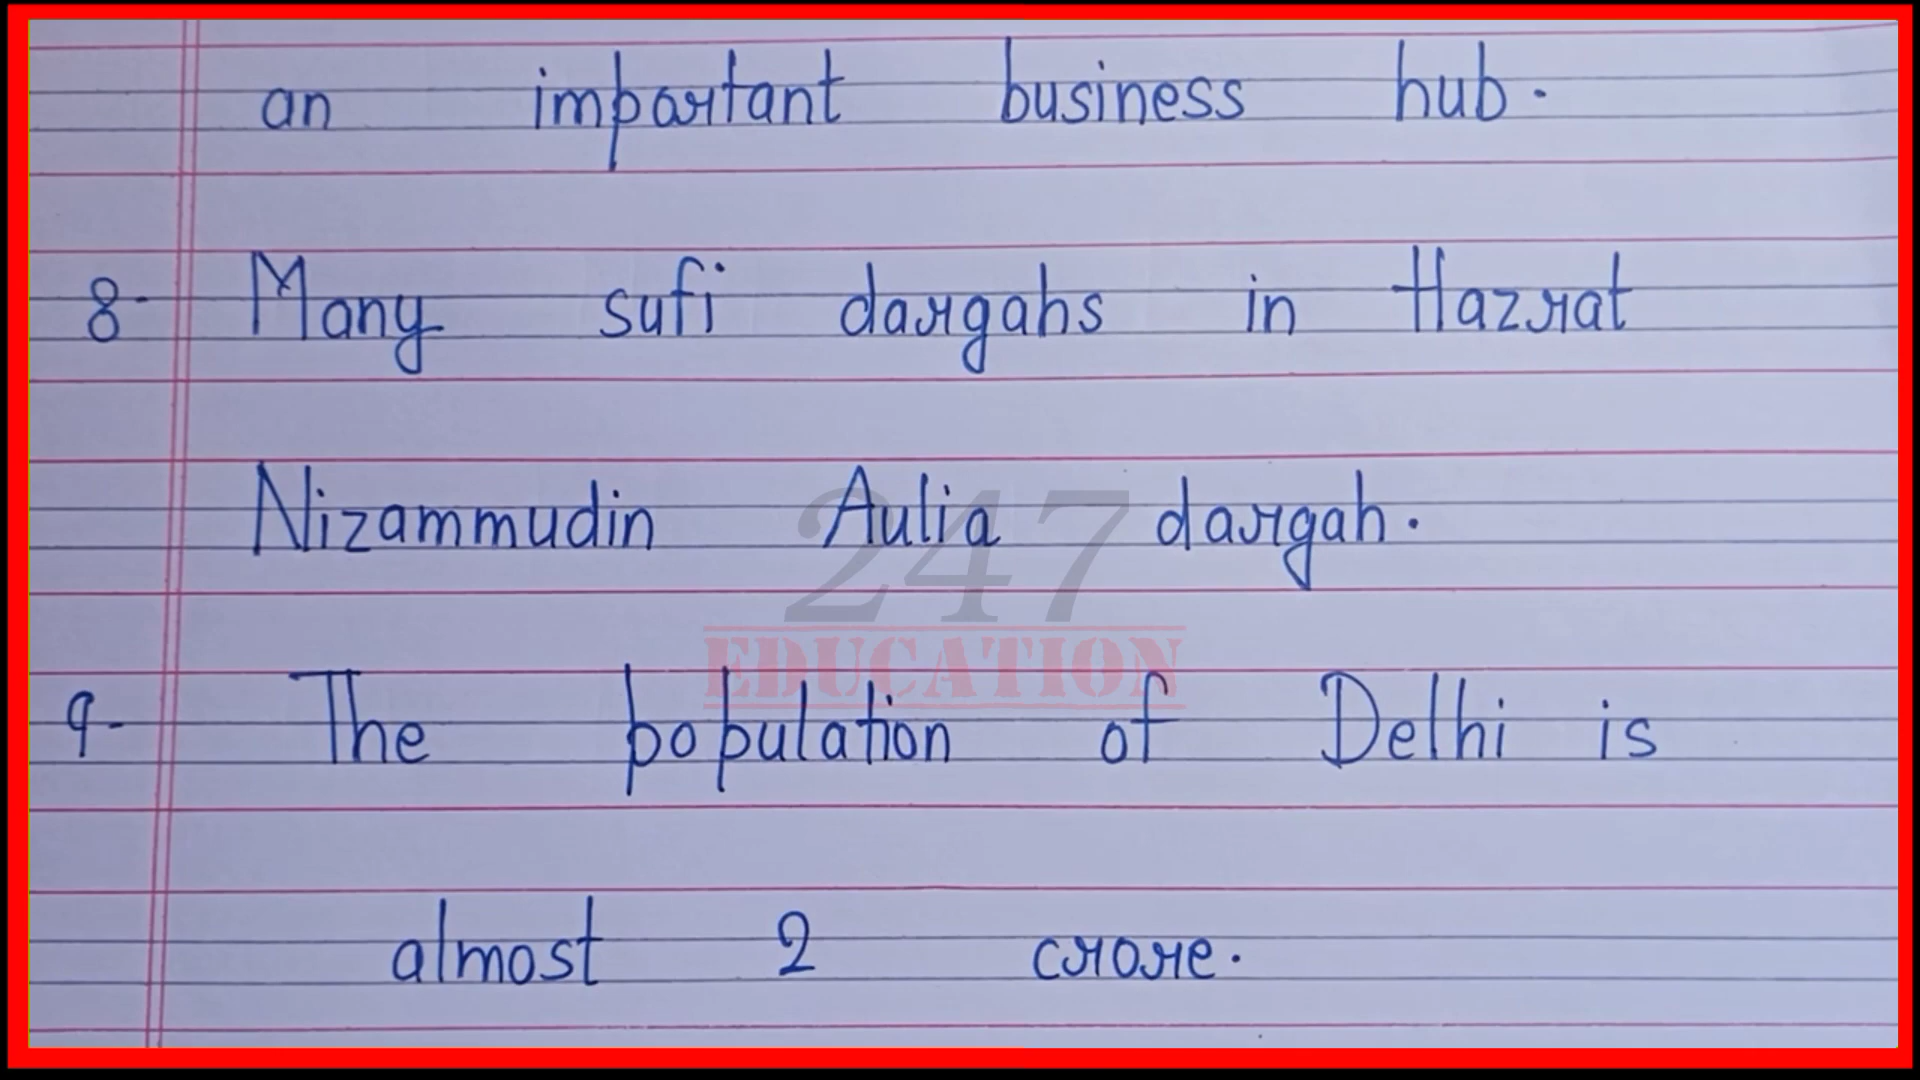 an important business hub.
8- Many sufi dargahs in Hazrat
Nizammudin Aulia dargah.
247
EDUCATION
9- The population of Delhi is
almost 2 crore.